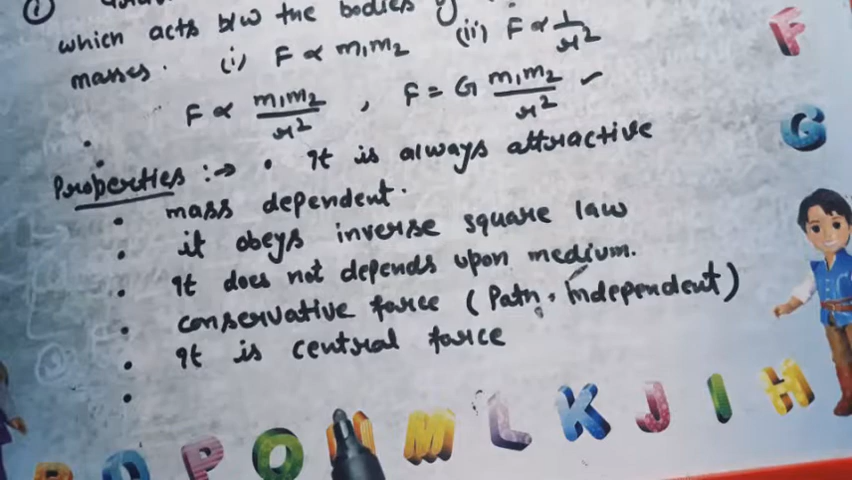 ①
which acts b/w the bodies
masses. (i) F ∝ m₁m₂ (ii) F ∝ 1/r²
F ∝ m₁m₂/r² , F = G m₁m₂/r² ✓
Properties :→ • It is always attractive
• mass dependent.
• it obeys inverse square law
• It does not depends upon medium.
• conservative force (Path, independent)
• It is central force
•
F
G
P O N M L K J I H